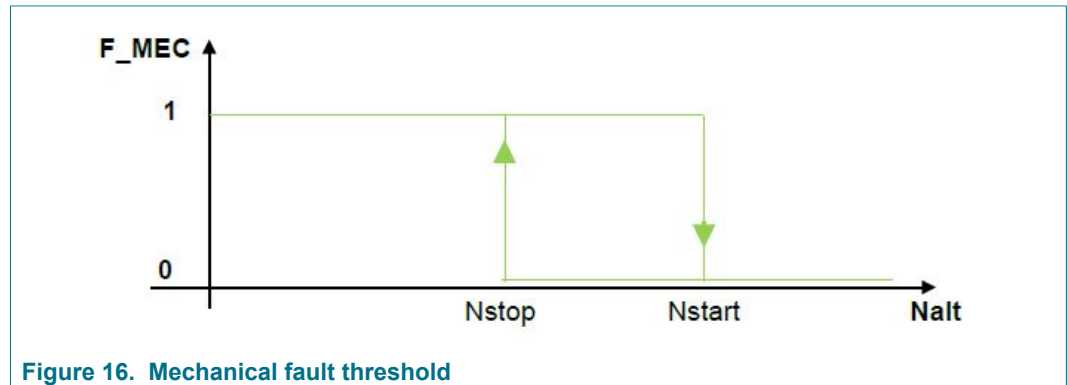 F_MEC
1
0
Nstop
Nstart
Nalt
Figure 16. Mechanical fault threshold